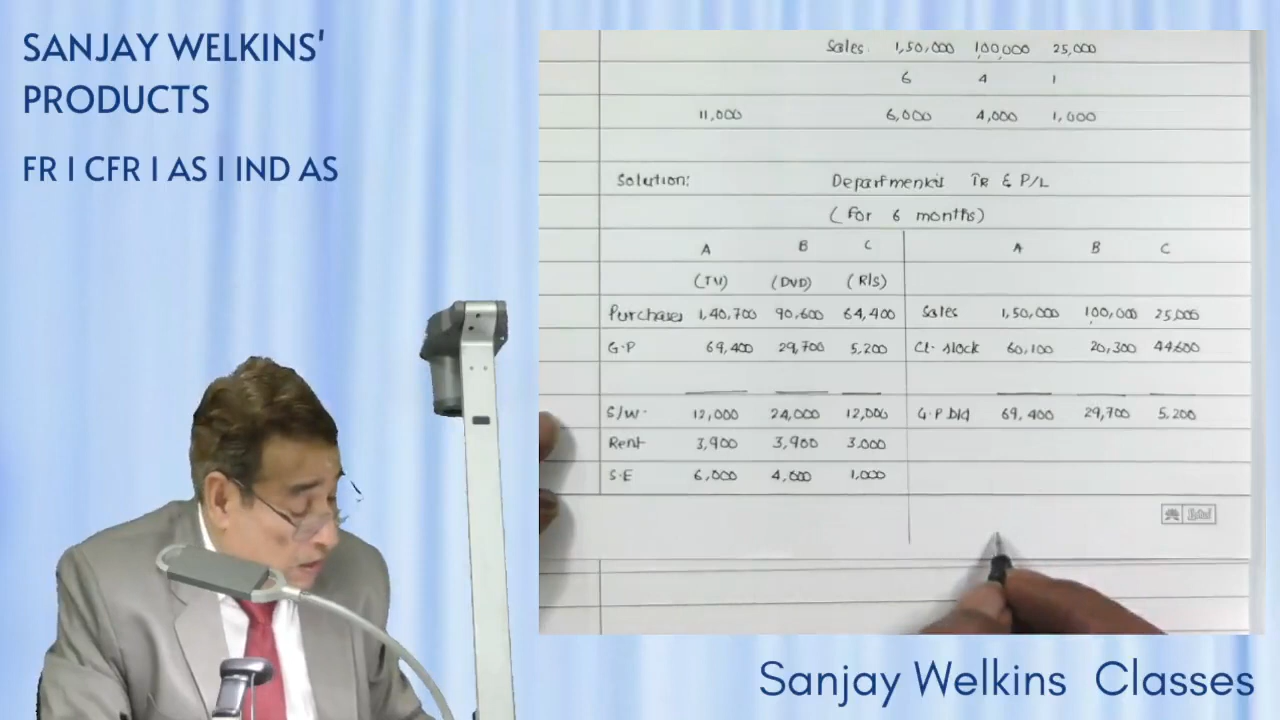 SANJAY WELKINS'
PRODUCTS
FR I CFR I AS I IND AS
Sales. 1,50,000 100,000 25,000
6 4 1
11,000 6,000 4,000 1,000
Solution: Departmental TR & P/L
(For 6 months)
A B C A B C
(TV) (DVD) (R/S)
Purchases 1,40,700 90,600 64,400 Sales 1,50,000 100,000 25,000
G.P 69,400 29,700 5,200 Cl. stock 60,100 20,300 44,600
S/W. 12,000 24,000 12,000 G.P. b/d 69,400 29,700 5,200
Rent 3,900 3,900 3,000
S.E 6,000 4,000 1,000
Sanjay Welkins Classes